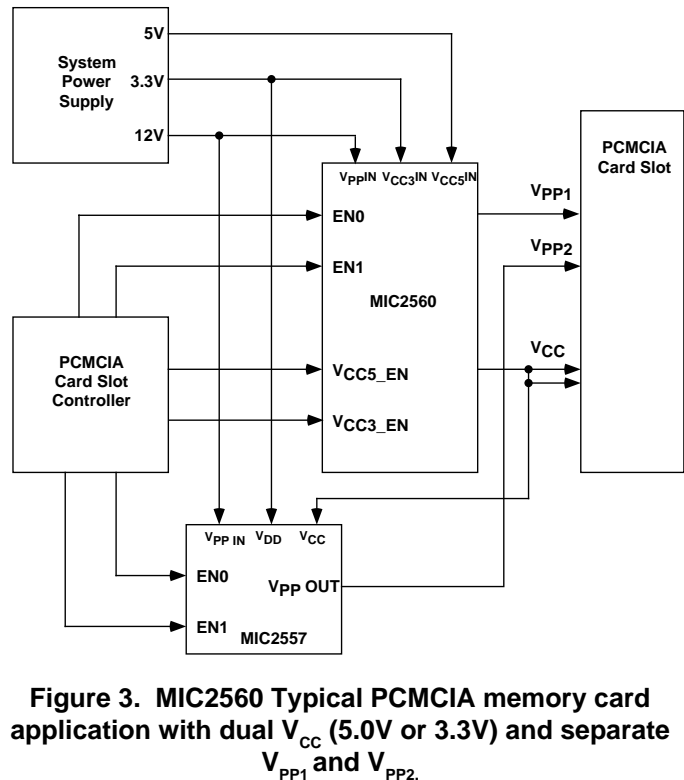 5V
System
Power
Supply
3.3V
12V
PCMCIA
Card Slot
VPPIN VCC3IN VCC5IN
VPP1
EN0
VPP2
EN1
MIC2560
PCMCIA
Card Slot
Controller
VCC
VCC5_EN
VCC3_EN
VPP IN VDD VCC
EN0
VPP OUT
EN1
MIC2557
Figure 3. MIC2560 Typical PCMCIA memory card
application with dual VCC (5.0V or 3.3V) and separate
VPP1 and VPP2.